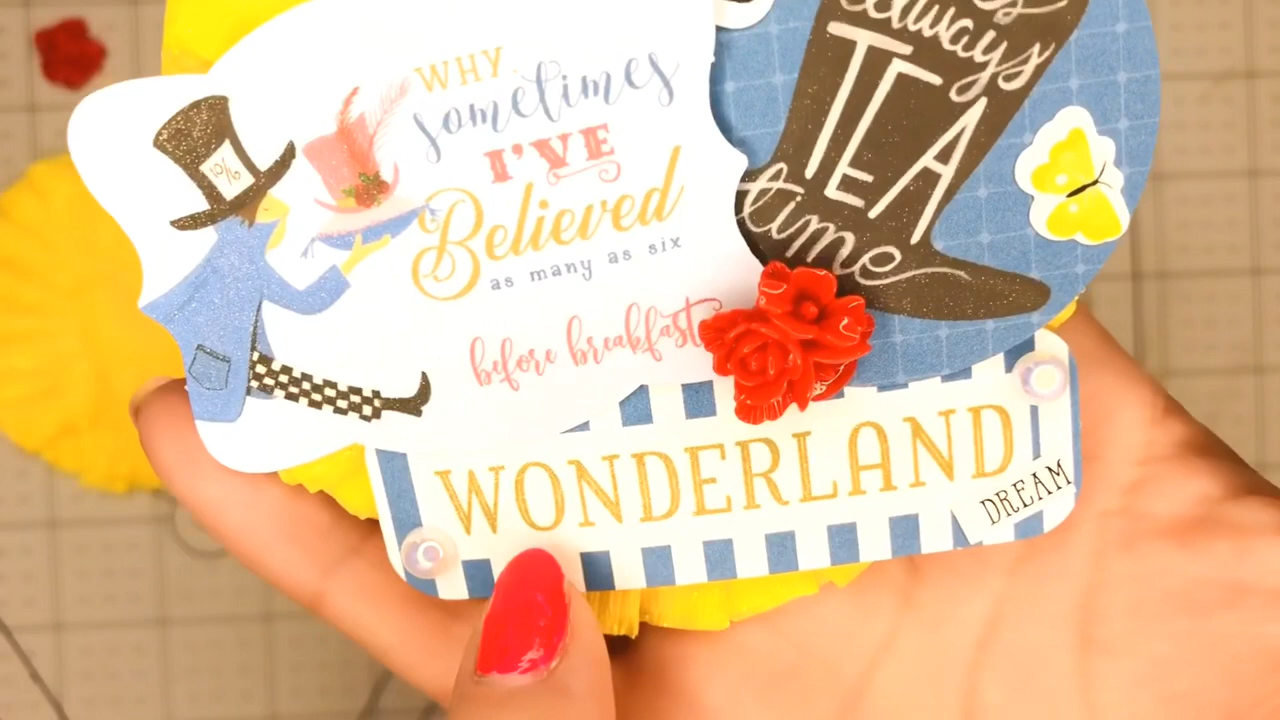 WHY
sometimes
I'VE
Believed
as many as six
before breakfast
always
TEA
time
10/6
WONDERLAND
DREAM